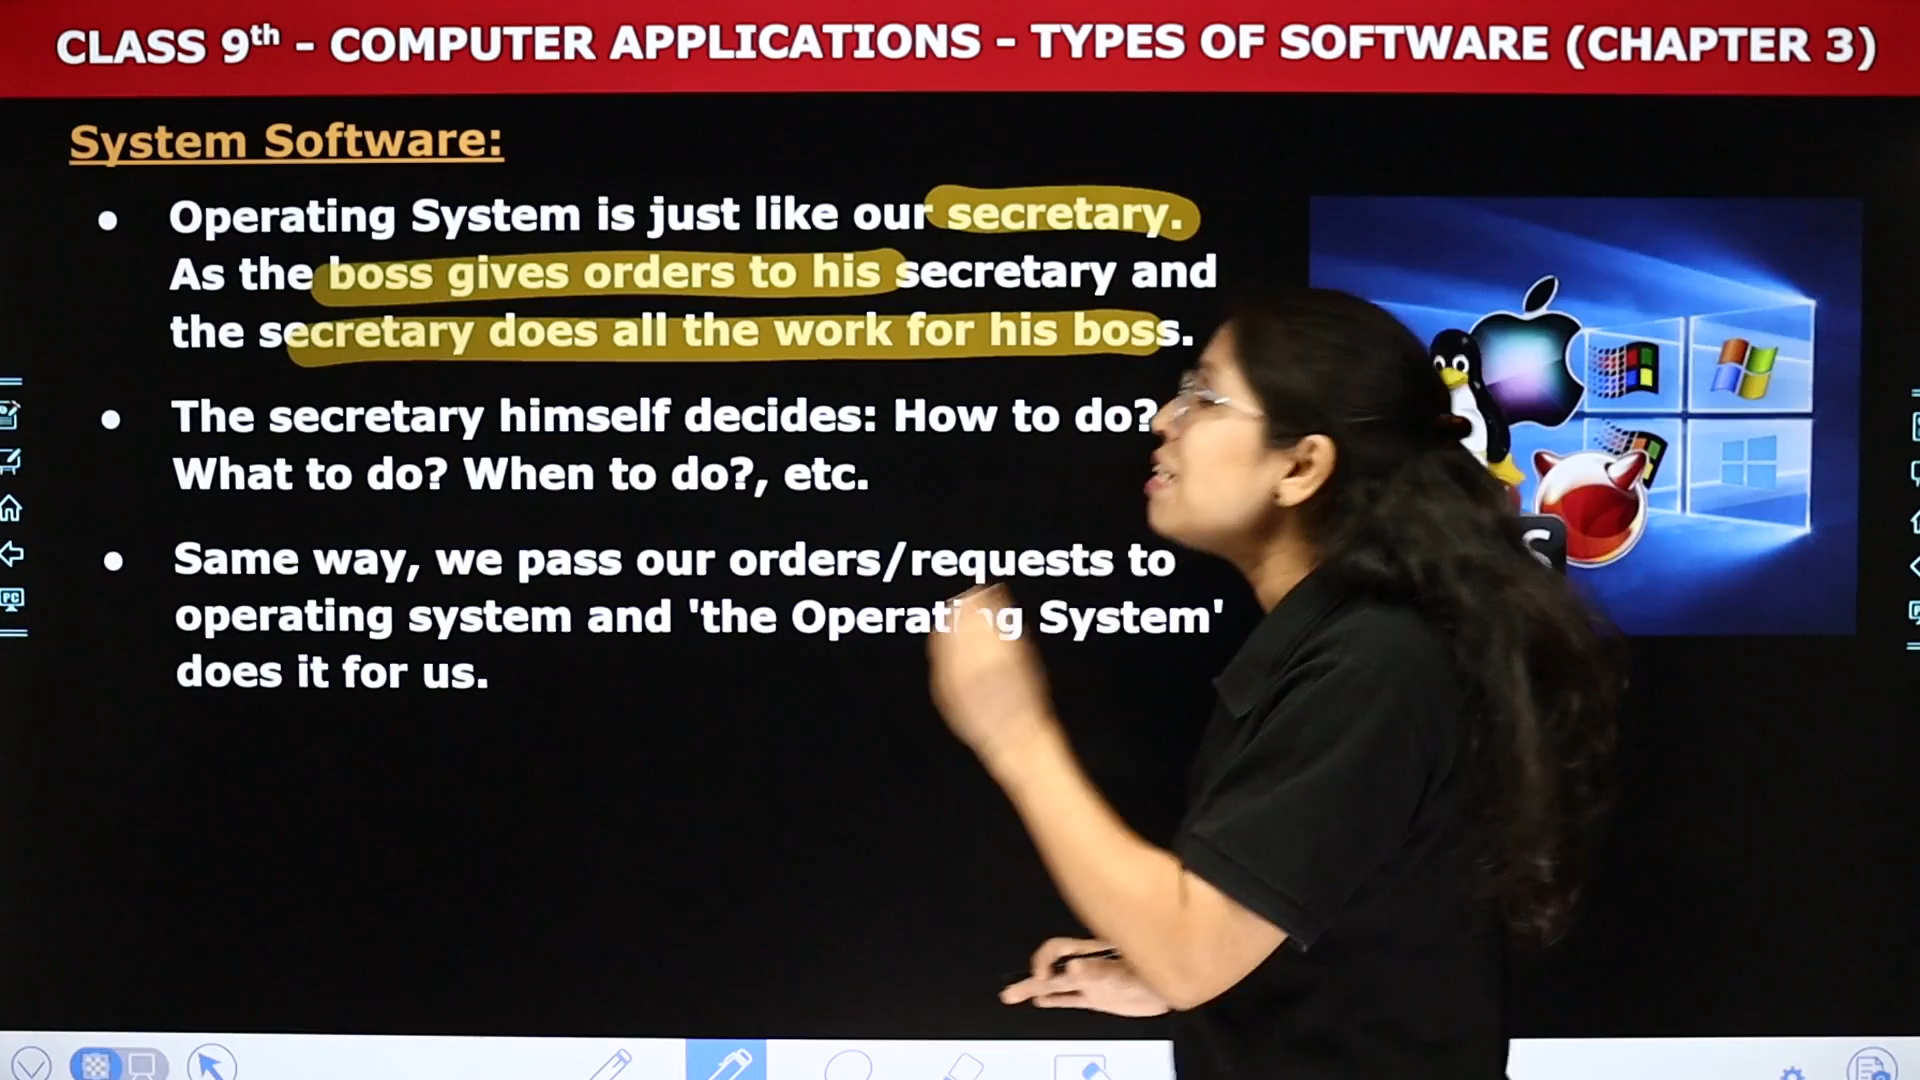 CLASS 9th - COMPUTER APPLICATIONS - TYPES OF SOFTWARE (CHAPTER 3)
System Software:
• Operating System is just like our secretary.
As the boss gives orders to his secretary and
the secretary does all the work for his boss.
• The secretary himself decides: How to do?
What to do? When to do?, etc.
• Same way, we pass our orders/requests to
operating system and 'the Operating System'
does it for us.
PC